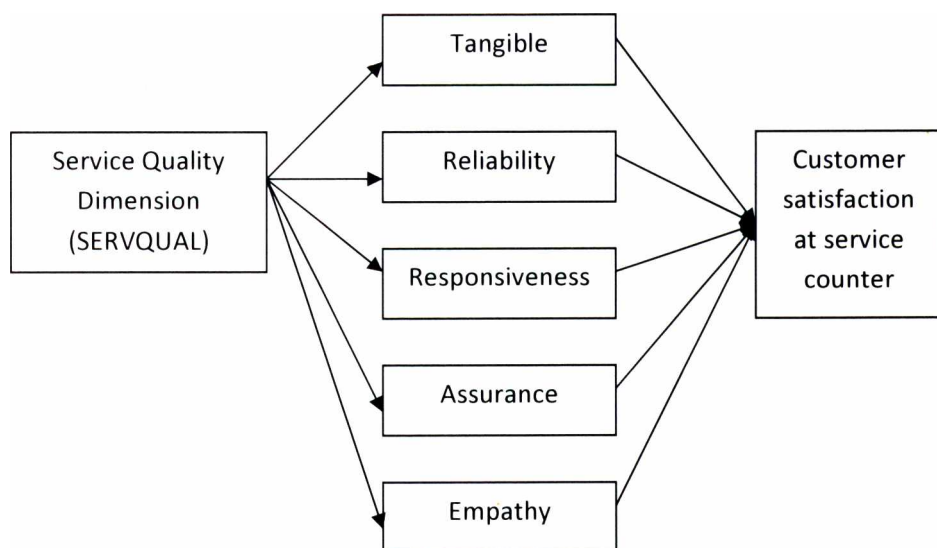 Tangible
Service Quality
Dimension
(SERVQUAL)
Reliability
Responsiveness
Assurance
Empathy
Customer
satisfaction
at service
counter